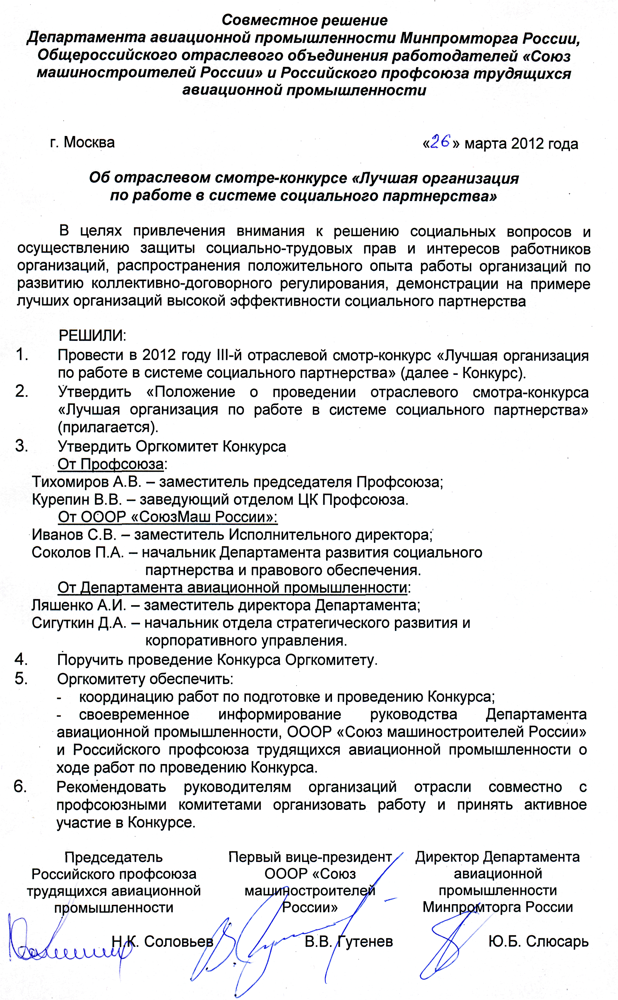 Совместное решение
Департамента авиационной промышленности Минпромторга России,
Общероссийского отраслевого объединения работодателей «Союз
машиностроителей России» и Российского профсоюза трудящихся
авиационной промышленности
г. Москва «26» марта 2012 года
Об отраслевом смотре-конкурсе «Лучшая организация
по работе в системе социального партнерства»
В целях привлечения внимания к решению социальных вопросов и
осуществлению защиты социально-трудовых прав и интересов работников
организаций, распространения положительного опыта работы организаций по
развитию коллективно-договорного регулирования, демонстрации на примере
лучших организаций высокой эффективности социального партнерства
РЕШИЛИ:
1. Провести в 2012 году III-й отраслевой смотр-конкурс «Лучшая организация
по работе в системе социального партнерства» (далее - Конкурс).
2. Утвердить «Положение о проведении отраслевого смотра-конкурса
«Лучшая организация по работе в системе социального партнерства»
(прилагается).
3. Утвердить Оргкомитет Конкурса
От Профсоюза:
Тихомиров А.В. – заместитель председателя Профсоюза;
Курепин В.В. – заведующий отделом ЦК Профсоюза.
От ОООР «СоюзМаш России»:
Иванов С.В. – заместитель Исполнительного директора;
Соколов П.А. – начальник Департамента развития социального
партнерства и правового обеспечения.
От Департамента авиационной промышленности:
Ляшенко А.И. – заместитель директора Департамента;
Сигуткин Д.А. – начальник отдела стратегического развития и
корпоративного управления.
4. Поручить проведение Конкурса Оргкомитету.
5. Оргкомитету обеспечить:
- координацию работ по подготовке и проведению Конкурса;
- своевременное информирование руководства Департамента
авиационной промышленности, ОООР «Союз машиностроителей России»
и Российского профсоюза трудящихся авиационной промышленности о
ходе работ по проведению Конкурса.
6. Рекомендовать руководителям организаций отрасли совместно с
профсоюзными комитетами организовать работу и принять активное
участие в Конкурсе.
Председатель
Российского профсоюза
трудящихся авиационной
промышленности
Н.К. Соловьев
Первый вице-президент
ОООР «Союз
машиностроителей
России»
В.В. Гутенев
Директор Департамента
авиационной
промышленности
Минпромторга России
Ю.Б. Слюсарь